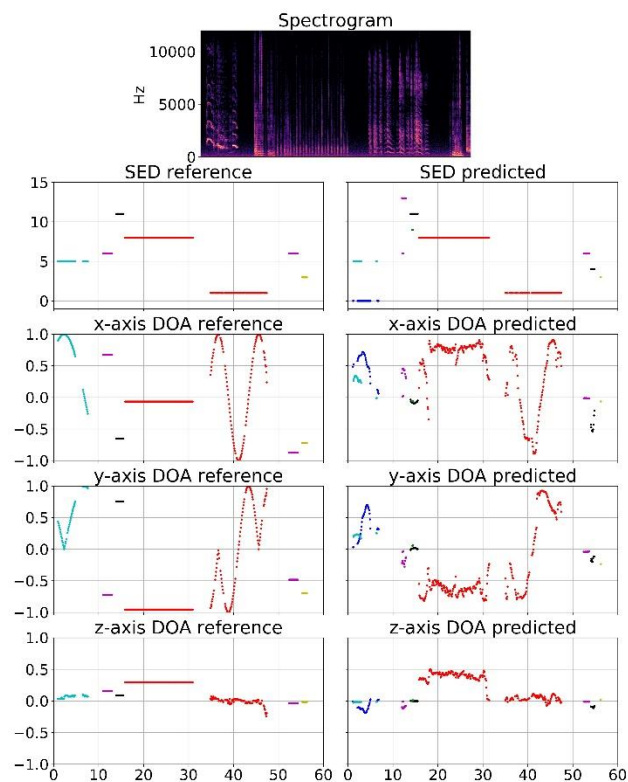 Spectrogram
10000
5000
0
Hz
SED reference
SED predicted
15
10
5
0
x-axis DOA reference
x-axis DOA predicted
1.0
0.5
0.0
−0.5
−1.0
y-axis DOA reference
y-axis DOA predicted
1.0
0.5
0.0
−0.5
−1.0
z-axis DOA reference
z-axis DOA predicted
1.0
0.5
0.0
−0.5
−1.0
0 10 20 30 40 50 60
0 10 20 30 40 50 60